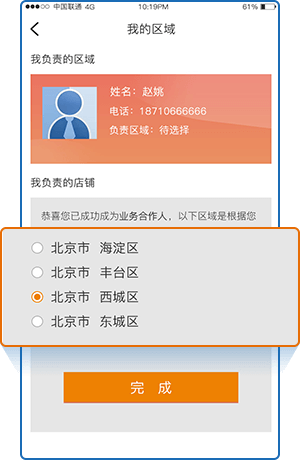 中国联通 4G 10:19PM 61%
我的区域
我负责的区域
姓名：赵姚
电话：18710666666
负责区域：待选择
我负责的店铺
恭喜您已成功成为业务合作人，以下区域是根据您
北京市 海淀区
北京市 丰台区
北京市 西城区
北京市 东城区
完 成